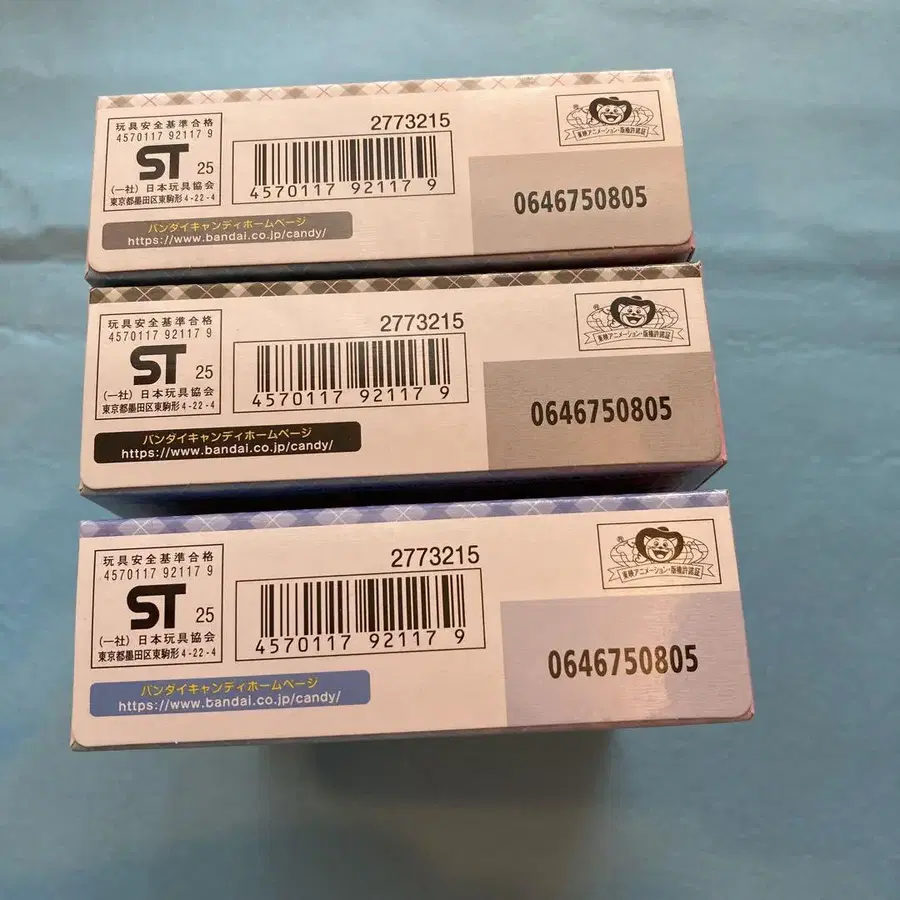 玩具安全基準合格
4570117 92117 9
ST 25
(一社)日本玩具協会
東京都墨田区東駒形4-22-4
2773215
4570117 921179
バンダイキャンディホームページ
https://www.bandai.co.jp/candy/
®
東映アニメーション・版権許諾証
0646750805
玩具安全基準合格
4570117 92117 9
ST 25
(一社)日本玩具協会
東京都墨田区東駒形4-22-4
2773215
4570117 921179
バンダイキャンディホームページ
https://www.bandai.co.jp/candy/
®
東映アニメーション・版権許諾証
0646750805
玩具安全基準合格
4570117 92117 9
ST 25
(一社)日本玩具協会
東京都墨田区東駒形4-22-4
2773215
4570117 921179
バンダイキャンディホームページ
https://www.bandai.co.jp/candy/
®
東映アニメーション・版権許諾証
0646750805